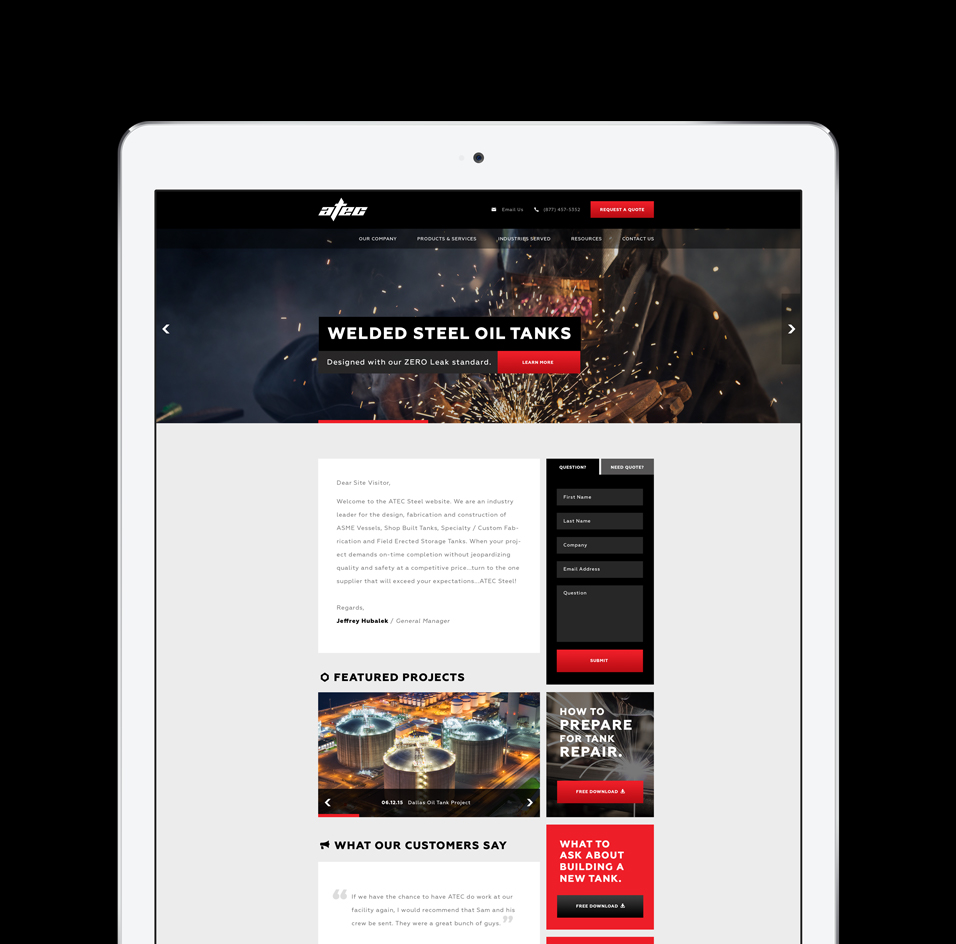 atec
Email Us
(877) 457-5352
REQUEST A QUOTE
OUR COMPANY
PRODUCTS & SERVICES
INDUSTRIES SERVED
RESOURCES
CONTACT US
WELDED STEEL OIL TANKS
Designed with our ZERO Leak standard.
LEARN MORE
Dear Site Visitor,
Welcome to the ATEC Steel website. We are an industry
leader for the design, fabrication and construction of
ASME Vessels, Shop Built Tanks, Specialty / Custom Fab-
rication and Field Erected Storage Tanks. When your proj-
ect demands on-time completion without jeopardizing
quality and safety at a competitive price...turn to the one
supplier that will exceed your expectations...ATEC Steel!
Regards,
Jeffrey Hubalek / General Manager
QUESTION?
NEED QUOTE?
First Name
Last Name
Company
Email Address
Question
SUBMIT
FEATURED PROJECTS
06.12.15 Dallas Oil Tank Project
HOW TO
PREPARE
FOR TANK
REPAIR.
FREE DOWNLOAD
WHAT OUR CUSTOMERS SAY
“ If we have the chance to have ATEC do work at our
facility again, I would recommend that Sam and his
crew be sent. They were a great bunch of guys. ”
WHAT TO
ASK ABOUT
BUILDING A
NEW TANK.
FREE DOWNLOAD